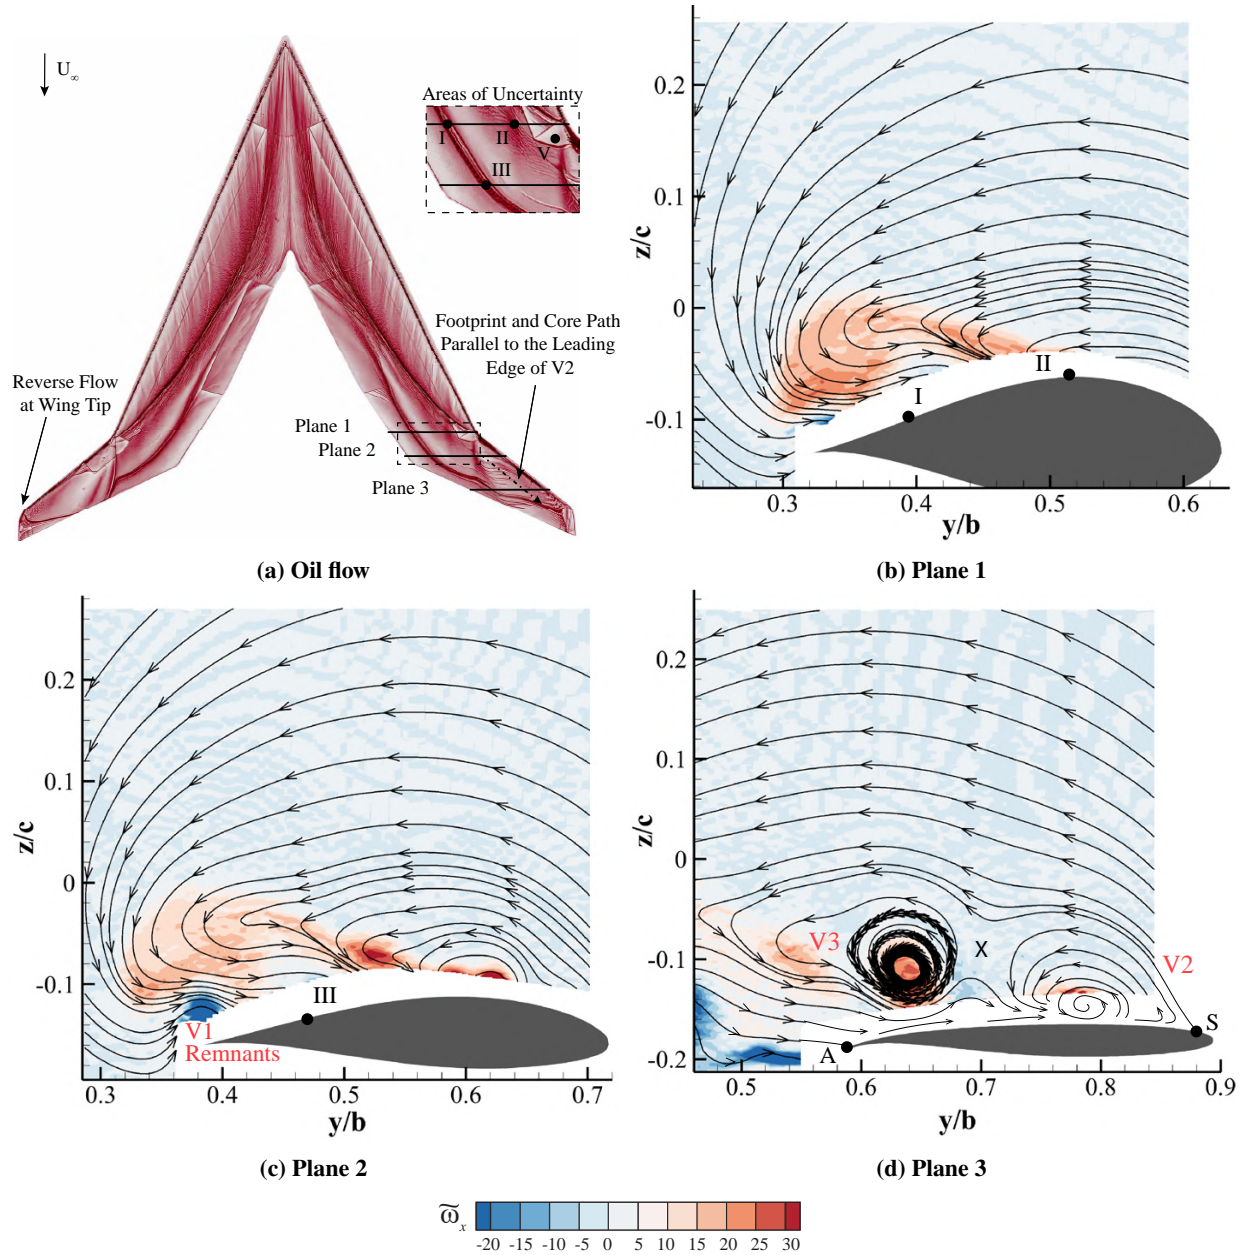 U∞
Areas of Uncertainty
I
II
V
III
Footprint and Core Path
Parallel to the Leading
Edge of V2
Reverse Flow
at Wing Tip
Plane 1
Plane 2
Plane 3
(a) Oil flow
z/c
0.2
0.1
0
-0.1
I
II
0.3
0.4
0.5
0.6
y/b
(b) Plane 1
z/c
0.2
0.1
0
-0.1
III
V1
Remnants
0.3
0.4
0.5
0.6
0.7
y/b
(c) Plane 2
z/c
0.2
0.1
0
-0.1
-0.2
V3
X
V2
S
A
0.5
0.6
0.7
0.8
0.9
y/b
(d) Plane 3
ω̃x
-20 -15 -10 -5 0 5 10 15 20 25 30